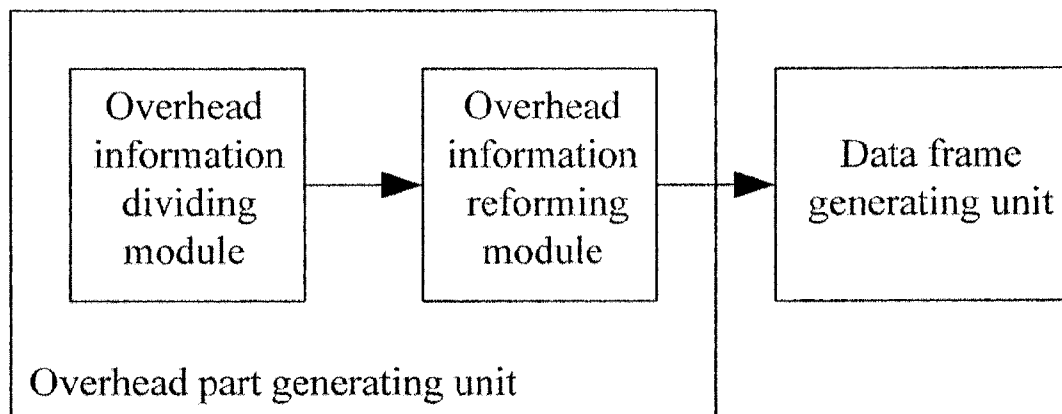 Overhead
information
dividing
module
Overhead
information
reforming
module
Data frame
generating unit
Overhead part generating unit